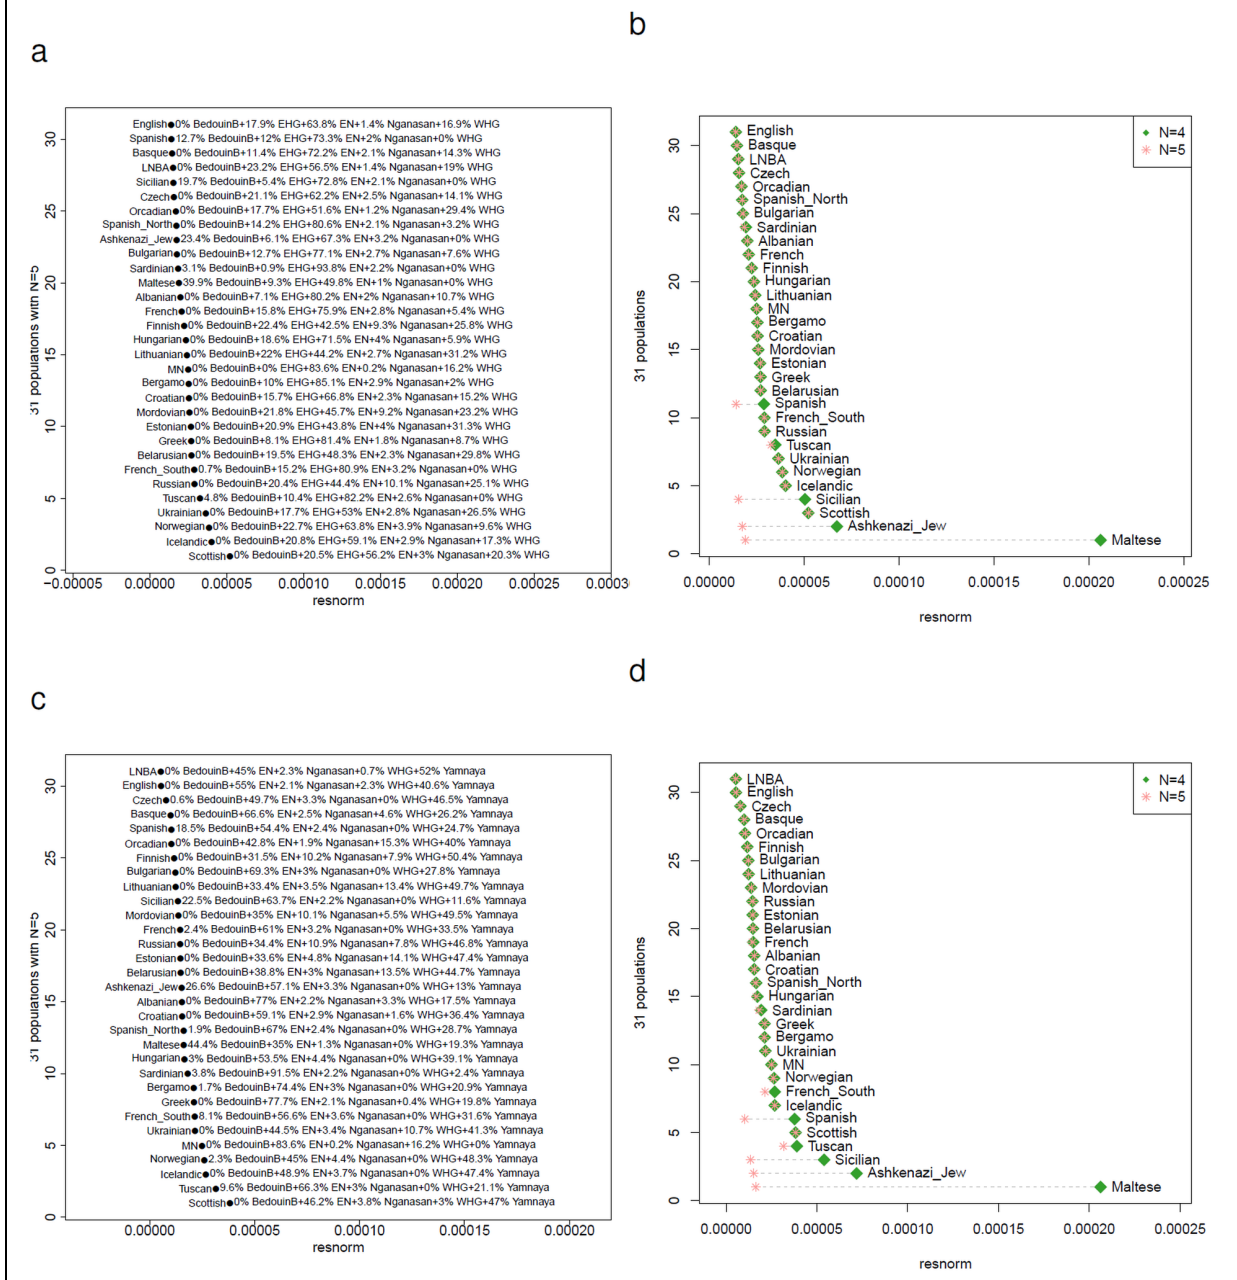 a
31 populations with N=5
30
25
20
15
10
5
0
English 0% BedouinB+17.9% EHG+63.8% EN+1.4% Nganasan+16.9% WHG
Spanish 12.7% BedouinB+12% EHG+73.3% EN+2% Nganasan+0% WHG
Basque 0% BedouinB+11.4% EHG+72.2% EN+2.1% Nganasan+14.3% WHG
LNBA 0% BedouinB+23.2% EHG+56.5% EN+1.4% Nganasan+19% WHG
Sicilian 19.7% BedouinB+5.4% EHG+72.8% EN+2.1% Nganasan+0% WHG
Czech 0% BedouinB+21.1% EHG+62.2% EN+2.5% Nganasan+14.1% WHG
Orcadian 0% BedouinB+17.7% EHG+51.6% EN+1.2% Nganasan+29.4% WHG
Spanish_North 0% BedouinB+14.2% EHG+80.6% EN+2.1% Nganasan+3.2% WHG
Ashkenazi_Jew 23.4% BedouinB+6.1% EHG+67.3% EN+3.2% Nganasan+0% WHG
Bulgarian 0% BedouinB+12.7% EHG+77.1% EN+2.7% Nganasan+7.6% WHG
Sardinian 3.1% BedouinB+0.9% EHG+93.8% EN+2.2% Nganasan+0% WHG
Maltese 39.9% BedouinB+9.3% EHG+49.8% EN+1% Nganasan+0% WHG
Albanian 0% BedouinB+7.1% EHG+80.2% EN+2% Nganasan+10.7% WHG
French 0% BedouinB+15.8% EHG+75.9% EN+2.8% Nganasan+5.4% WHG
Finnish 0% BedouinB+22.4% EHG+42.5% EN+9.3% Nganasan+25.8% WHG
Hungarian 0% BedouinB+18.6% EHG+71.5% EN+4% Nganasan+5.9% WHG
Lithuanian 0% BedouinB+22% EHG+44.2% EN+2.7% Nganasan+31.2% WHG
MN 0% BedouinB+0% EHG+83.6% EN+0.2% Nganasan+16.2% WHG
Bergamo 0% BedouinB+10% EHG+85.1% EN+2.9% Nganasan+2% WHG
Croatian 0% BedouinB+15.7% EHG+66.8% EN+2.3% Nganasan+15.2% WHG
Mordovian 0% BedouinB+21.8% EHG+45.7% EN+9.2% Nganasan+23.2% WHG
Estonian 0% BedouinB+20.9% EHG+43.8% EN+4% Nganasan+31.3% WHG
Greek 0% BedouinB+8.1% EHG+81.4% EN+1.8% Nganasan+8.7% WHG
Belarusian 0% BedouinB+19.5% EHG+48.3% EN+2.3% Nganasan+29.8% WHG
French_South 0.7% BedouinB+15.2% EHG+80.9% EN+3.2% Nganasan+0% WHG
Russian 0% BedouinB+20.4% EHG+44.4% EN+10.1% Nganasan+25.1% WHG
Tuscan 4.8% BedouinB+10.4% EHG+82.2% EN+2.6% Nganasan+0% WHG
Ukrainian 0% BedouinB+17.7% EHG+53% EN+2.8% Nganasan+26.5% WHG
Norwegian 0% BedouinB+22.7% EHG+63.8% EN+3.9% Nganasan+9.6% WHG
Icelandic 0% BedouinB+20.8% EHG+59.1% EN+2.9% Nganasan+17.3% WHG
Scottish 0% BedouinB+20.5% EHG+56.2% EN+3% Nganasan+20.3% WHG
−0.00005 0.00000 0.00005 0.00010 0.00015 0.00020 0.00025 0.0003
resnorm
b
31 populations
30
25
20
15
10
5
0
N=4
N=5
English
Basque
LNBA
Czech
Orcadian
Spanish_North
Bulgarian
Sardinian
Albanian
French
Finnish
Hungarian
Lithuanian
MN
Bergamo
Croatian
Mordovian
Estonian
Greek
Belarusian
Spanish
French_South
Russian
Tuscan
Ukrainian
Norwegian
Icelandic
Sicilian
Scottish
Ashkenazi_Jew
Maltese
0.00000 0.00005 0.00010 0.00015 0.00020 0.00025
resnorm
c
31 populations with N=5
30
25
20
15
10
5
0
LNBA 0% BedouinB+45% EN+2.3% Nganasan+0.7% WHG+52% Yamnaya
English 0% BedouinB+55% EN+2.1% Nganasan+2.3% WHG+40.6% Yamnaya
Czech 0.6% BedouinB+49.7% EN+3.3% Nganasan+0% WHG+46.5% Yamnaya
Basque 0% BedouinB+66.6% EN+2.5% Nganasan+4.6% WHG+26.2% Yamnaya
Spanish 18.5% BedouinB+54.4% EN+2.4% Nganasan+0% WHG+24.7% Yamnaya
Orcadian 0% BedouinB+42.8% EN+1.9% Nganasan+15.3% WHG+40% Yamnaya
Finnish 0% BedouinB+31.5% EN+10.2% Nganasan+7.9% WHG+50.4% Yamnaya
Bulgarian 0% BedouinB+69.3% EN+3% Nganasan+0% WHG+27.8% Yamnaya
Lithuanian 0% BedouinB+33.4% EN+3.5% Nganasan+13.4% WHG+49.7% Yamnaya
Sicilian 22.5% BedouinB+63.7% EN+2.2% Nganasan+0% WHG+11.6% Yamnaya
Mordovian 0% BedouinB+35% EN+10.1% Nganasan+5.5% WHG+49.5% Yamnaya
French 2.4% BedouinB+61% EN+3.2% Nganasan+0% WHG+33.5% Yamnaya
Russian 0% BedouinB+34.4% EN+10.9% Nganasan+7.8% WHG+46.8% Yamnaya
Estonian 0% BedouinB+33.6% EN+4.8% Nganasan+14.1% WHG+47.4% Yamnaya
Belarusian 0% BedouinB+38.8% EN+3% Nganasan+13.5% WHG+44.7% Yamnaya
Ashkenazi_Jew 26.6% BedouinB+57.1% EN+3.3% Nganasan+0% WHG+13% Yamnaya
Albanian 0% BedouinB+77% EN+2.2% Nganasan+3.3% WHG+17.5% Yamnaya
Croatian 0% BedouinB+59.1% EN+2.9% Nganasan+1.6% WHG+36.4% Yamnaya
Spanish_North 1.9% BedouinB+67% EN+2.4% Nganasan+0% WHG+28.7% Yamnaya
Maltese 44.4% BedouinB+35% EN+1.3% Nganasan+0% WHG+19.3% Yamnaya
Hungarian 3% BedouinB+53.5% EN+4.4% Nganasan+0% WHG+39.1% Yamnaya
Sardinian 3.8% BedouinB+91.5% EN+2.2% Nganasan+0% WHG+2.4% Yamnaya
Bergamo 1.7% BedouinB+74.4% EN+3% Nganasan+0% WHG+20.9% Yamnaya
Greek 0% BedouinB+77.7% EN+2.1% Nganasan+0.4% WHG+19.8% Yamnaya
French_South 8.1% BedouinB+56.6% EN+3.6% Nganasan+0% WHG+31.6% Yamnaya
Ukrainian 0% BedouinB+44.5% EN+3.4% Nganasan+10.7% WHG+41.3% Yamnaya
MN 0% BedouinB+83.6% EN+0.2% Nganasan+16.2% WHG+0% Yamnaya
Norwegian 2.3% BedouinB+45% EN+4.4% Nganasan+0% WHG+48.3% Yamnaya
Icelandic 0% BedouinB+48.9% EN+3.7% Nganasan+0% WHG+47.4% Yamnaya
Tuscan 9.6% BedouinB+66.3% EN+3% Nganasan+0% WHG+21.1% Yamnaya
Scottish 0% BedouinB+46.2% EN+3.8% Nganasan+3% WHG+47% Yamnaya
0.00000 0.00005 0.00010 0.00015 0.00020
resnorm
d
31 populations
30
25
20
15
10
5
0
N=4
N=5
LNBA
English
Czech
Basque
Orcadian
Finnish
Bulgarian
Lithuanian
Mordovian
Russian
Estonian
Belarusian
French
Albanian
Croatian
Spanish_North
Hungarian
Sardinian
Greek
Bergamo
Ukrainian
MN
Norwegian
French_South
Icelandic
Spanish
Scottish
Tuscan
Sicilian
Ashkenazi_Jew
Maltese
0.00000 0.00005 0.00010 0.00015 0.00020 0.00025
resnorm